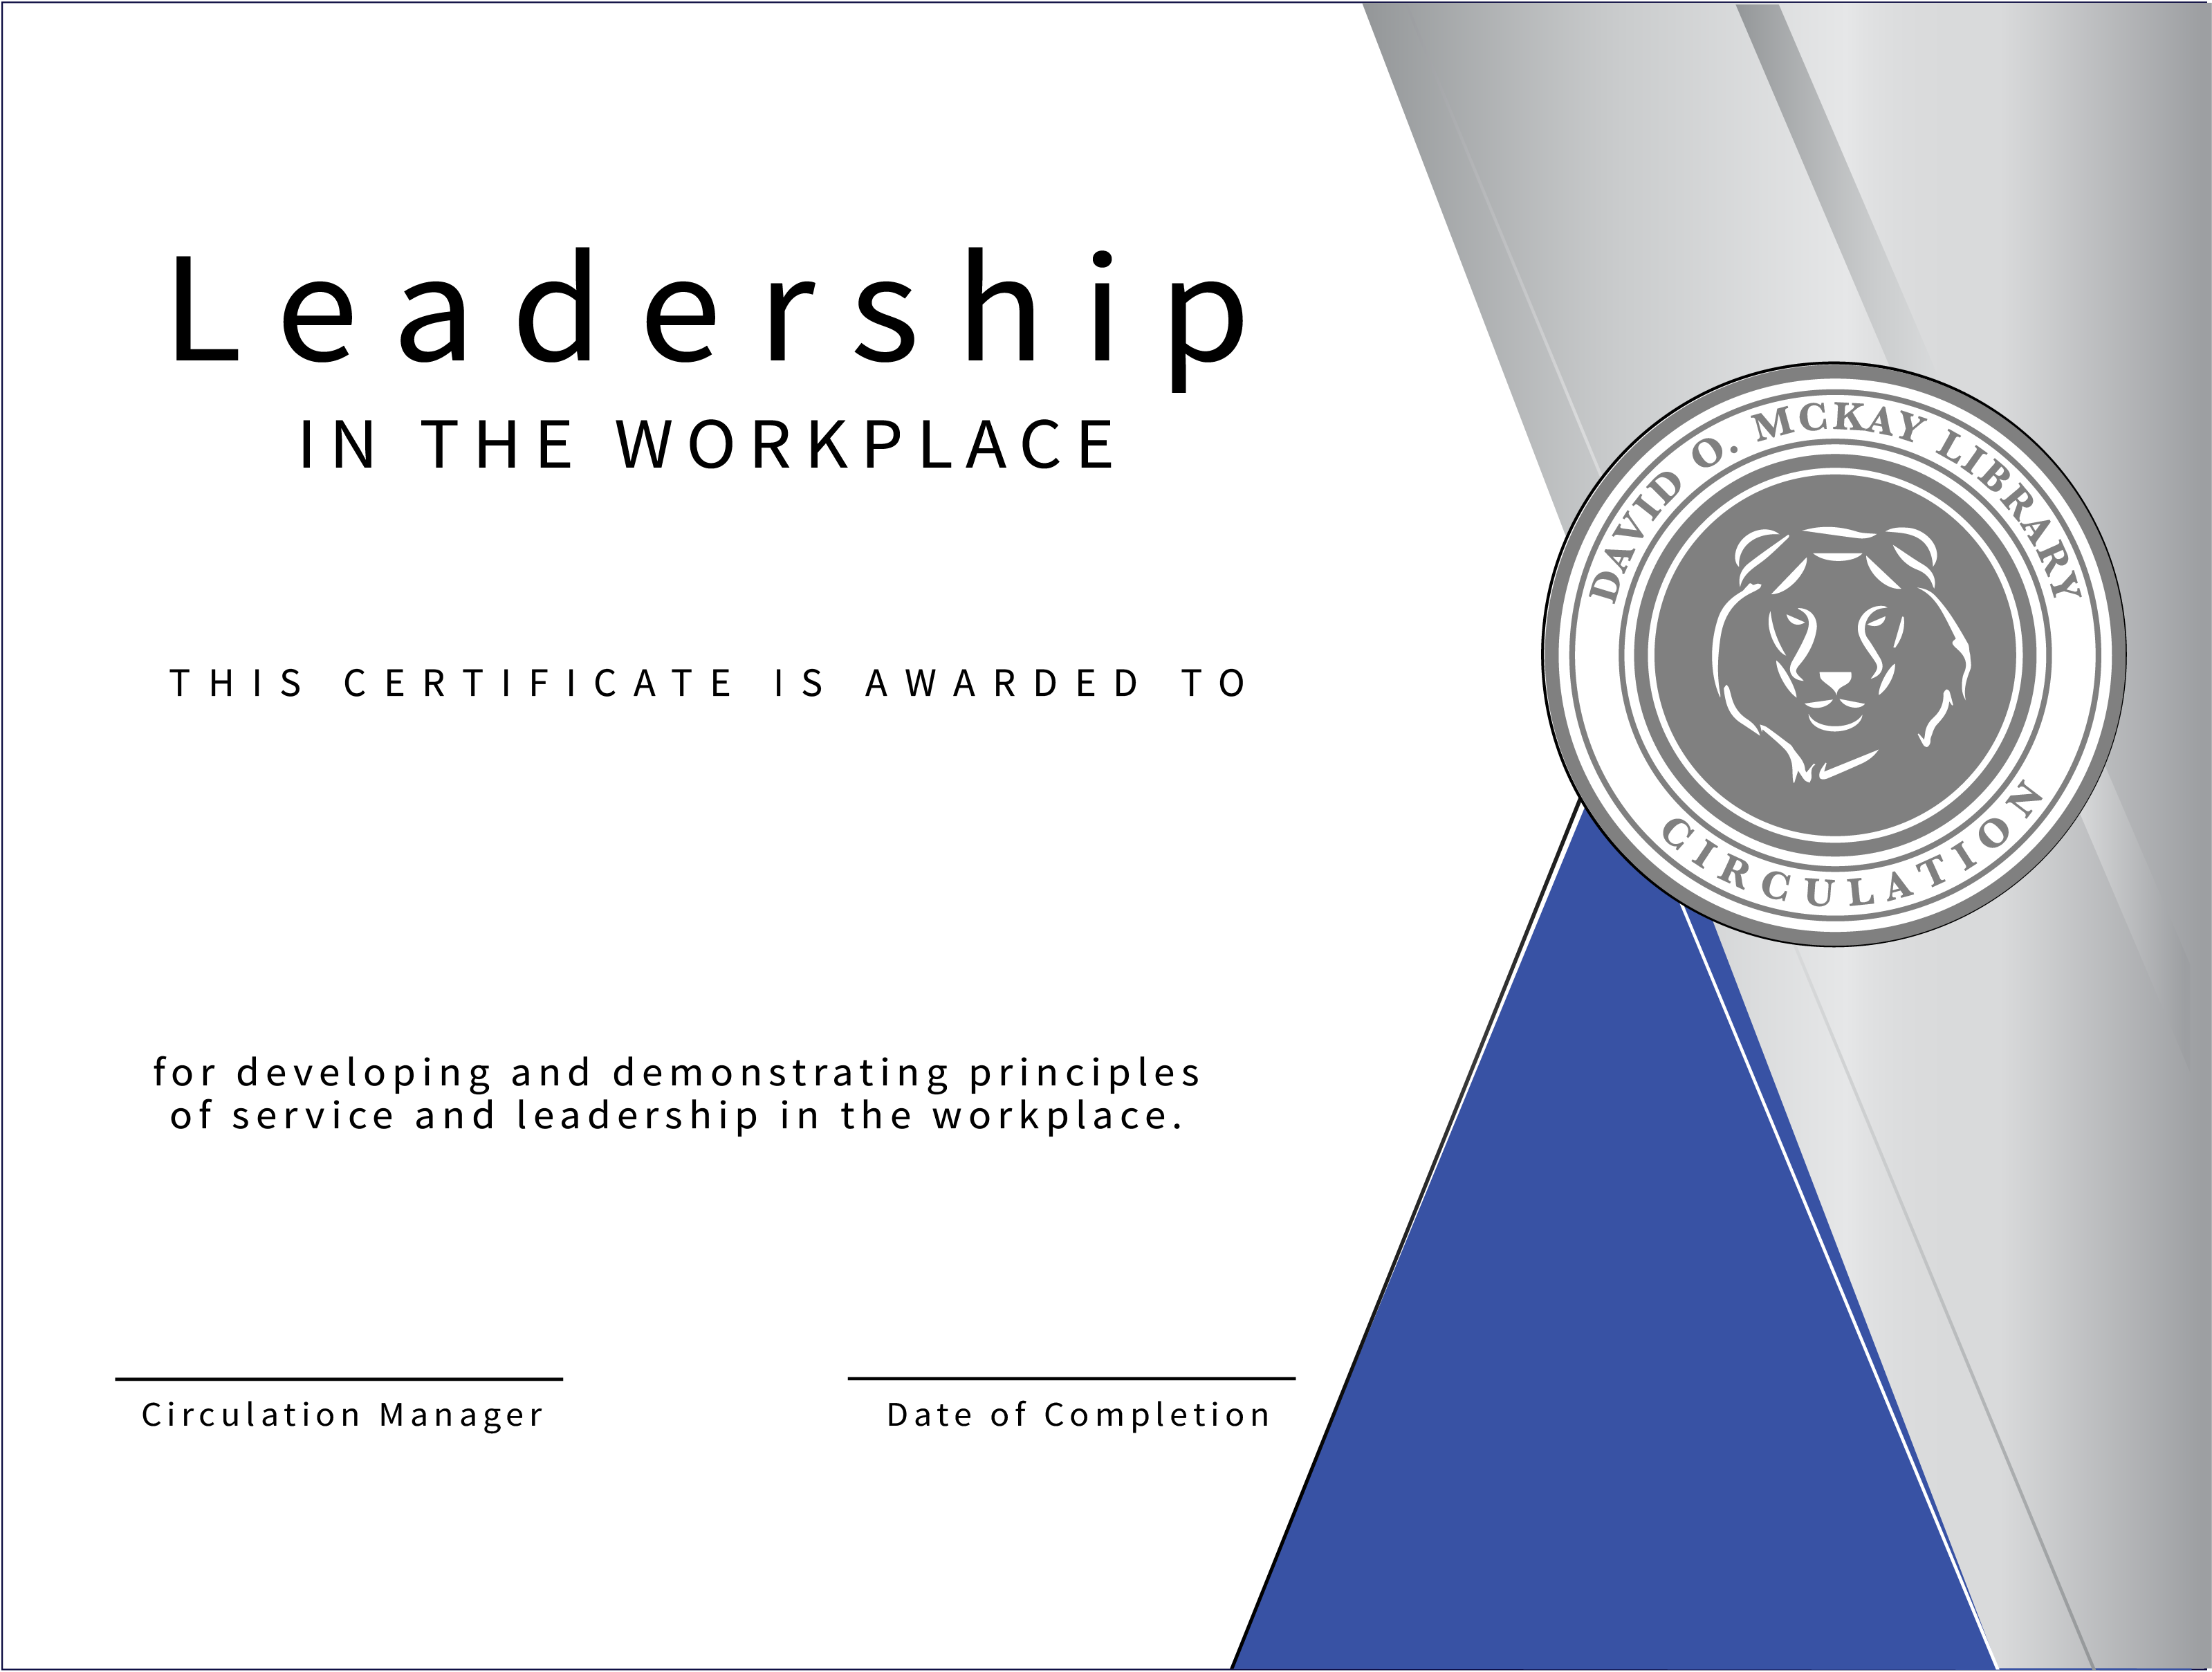 Leadership
IN THE WORKPLACE
THIS CERTIFICATE IS AWARDED TO
for developing and demonstrating principles
of service and leadership in the workplace.
Circulation Manager
Date of Completion
DAVID O. MCKAY LIBRARY
CIRCULATION